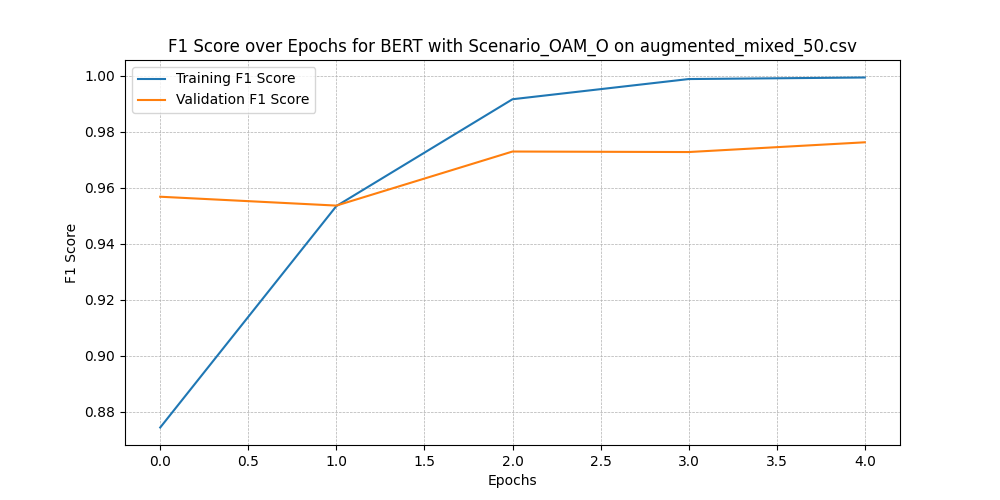 F1 Score over Epochs for BERT with Scenario_OAM_O on augmented_mixed_50.csv
Training F1 Score
Validation F1 Score
F1 Score
1.00
0.98
0.96
0.94
0.92
0.90
0.88
0.0 0.5 1.0 1.5 2.0 2.5 3.0 3.5 4.0
Epochs